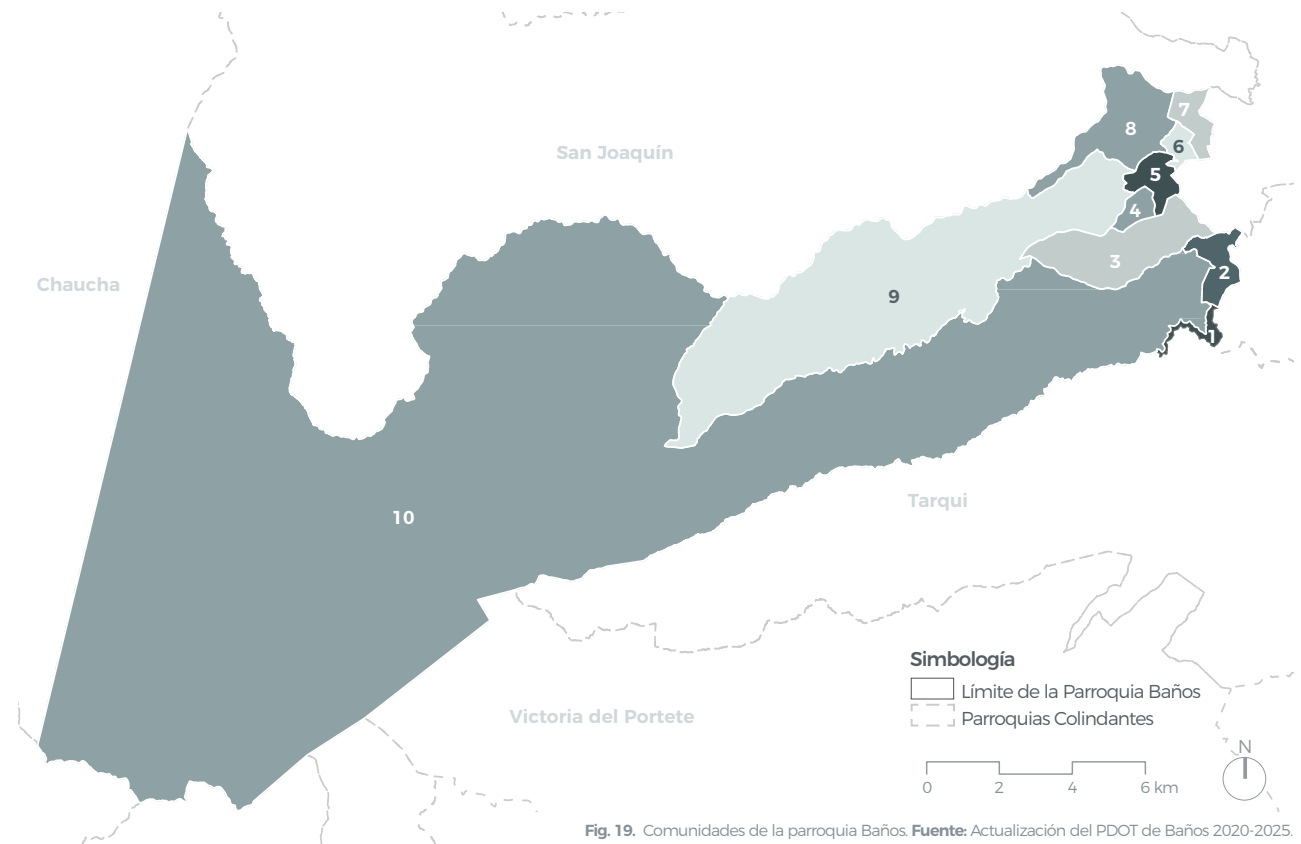 7
8
6
San Joaquín
5
4
3
2
Chaucha
9
1
Tarqui
10
Simbología
Límite de la Parroquia Baños
Victoria del Portete
Parroquias Colindantes
N
0 2 4 6 km
Fig. 19. Comunidades de la parroquia Baños. Fuente: Actualización del PDOT de Baños 2020-2025.